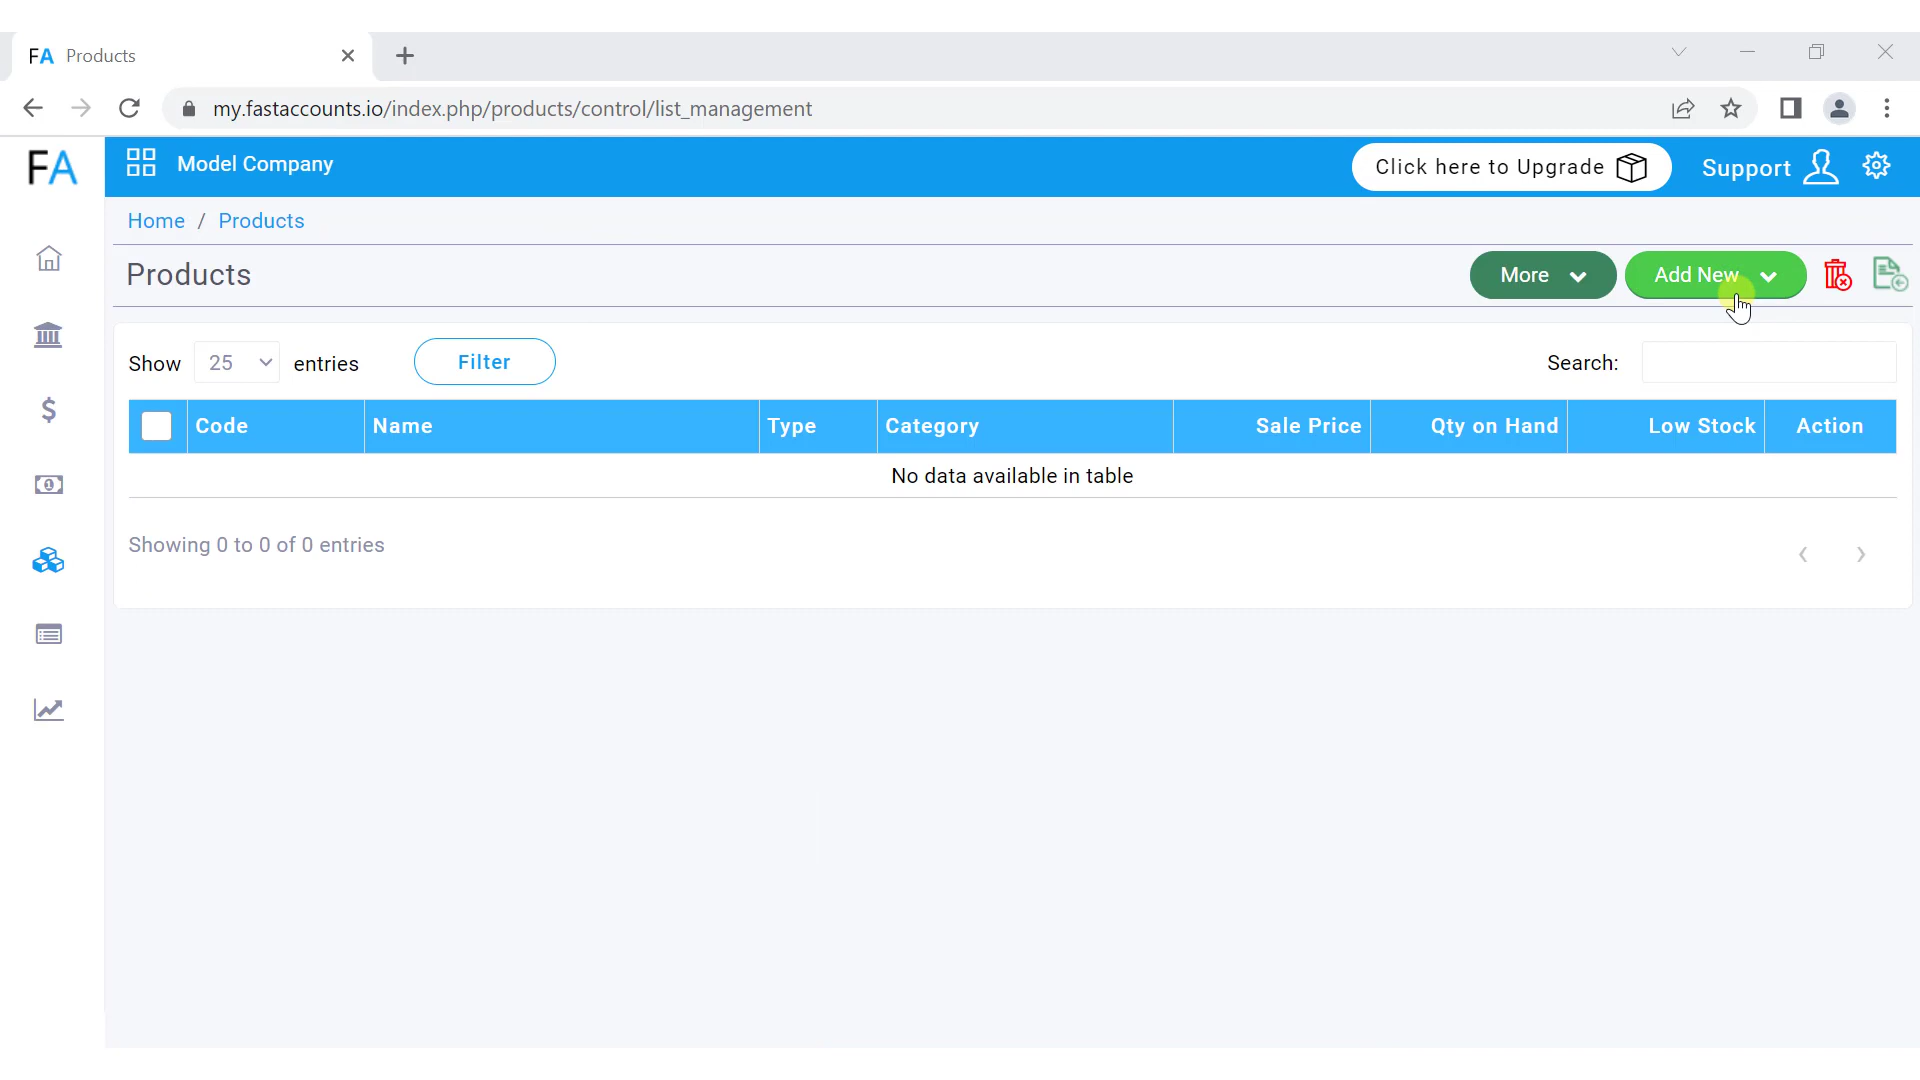 FA Products
my.fastaccounts.io/index.php/products/control/list_management
FA
Model Company
Click here to Upgrade
Support
Home / Products
Products
More
Add New
Show 25 entries
Filter
Search:
Code Name Type Category Sale Price Qty on Hand Low Stock Action
No data available in table
Showing 0 to 0 of 0 entries